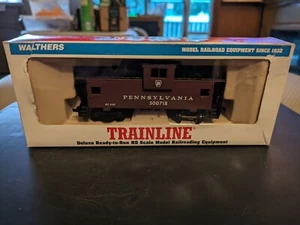 WALTHERS
MODEL RAILROAD EQUIPMENT SINCE 1932
PENNSYLVANIA
500718
TRAINLINE
Deluxe Ready-to-Run HO Scale Model Railroading Equipment